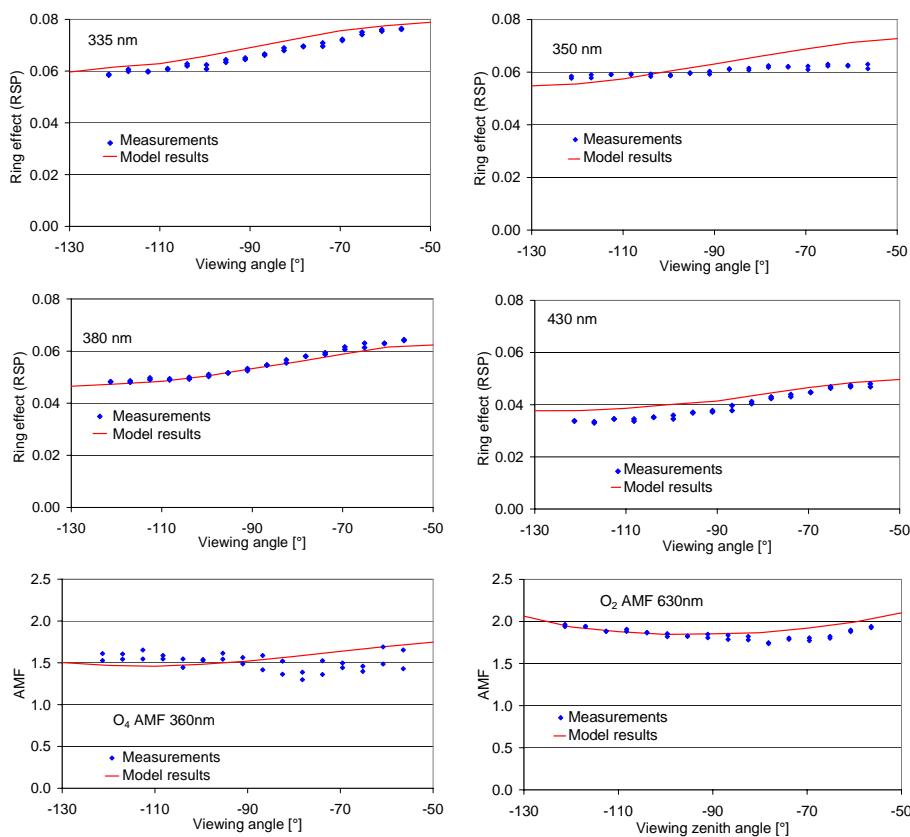 0.08
335 nm
0.06
0.04
Measurements
Model results
0.02
0.00
-130 -110 -90 -70 -50
Viewing angle [°]
Ring effect (RSP)
0.08
350 nm
0.06
0.04
Measurements
Model results
0.02
0.00
-130 -110 -90 -70 -50
Viewing angle [°]
Ring effect (RSP)
0.08
380 nm
0.06
0.04
Measurements
Model results
0.02
0.00
-130 -110 -90 -70 -50
Viewing angle [°]
Ring effect (RSP)
0.08
430 nm
0.06
0.04
0.02
Measurements
Model results
0.00
-130 -110 -90 -70 -50
Viewing angle [°]
Ring effect (RSP)
2.5
2.0
1.5
1.0
O₄ AMF 360nm
0.5
Measurements
Model results
0.0
-130 -110 -90 -70 -50
Viewing angle [°]
AMF
2.5
O₂ AMF 630nm
2.0
1.5
1.0
Measurements
Model results
0.5
0.0
-130 -110 -90 -70 -50
Viewing zenith angle [°]
AMF